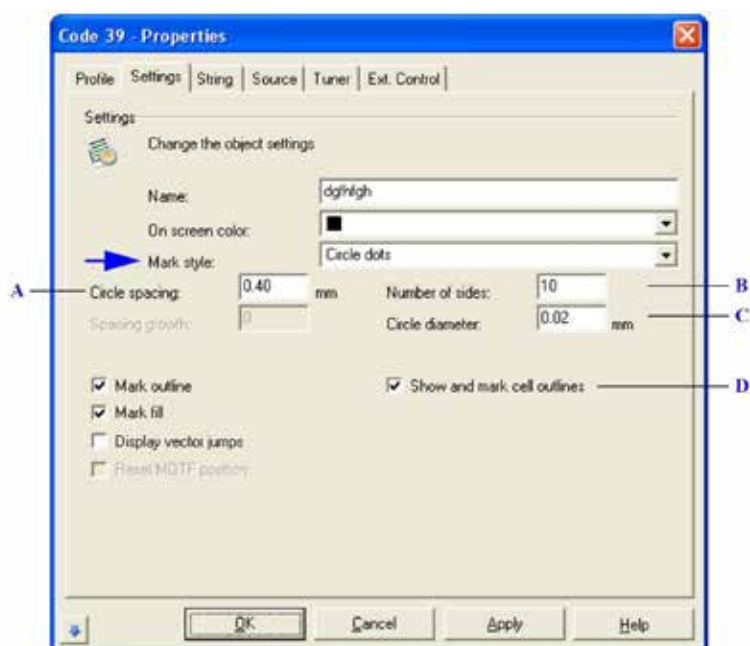 Code 39 - Properties
Profile Settings String Source Tuner Ext. Control
Settings
Change the object settings
Name: dgfhfgh
On screen color:
Mark style: Circle dots
A Circle spacing: 0.40 mm Number of sides: 10 B
Spacing growth: 0 Circle diameter: 0.02 mm C
Mark outline Show and mark cell outlines D
Mark fill
Display vector jumps
Reset MOTF position
OK Cancel Apply Help